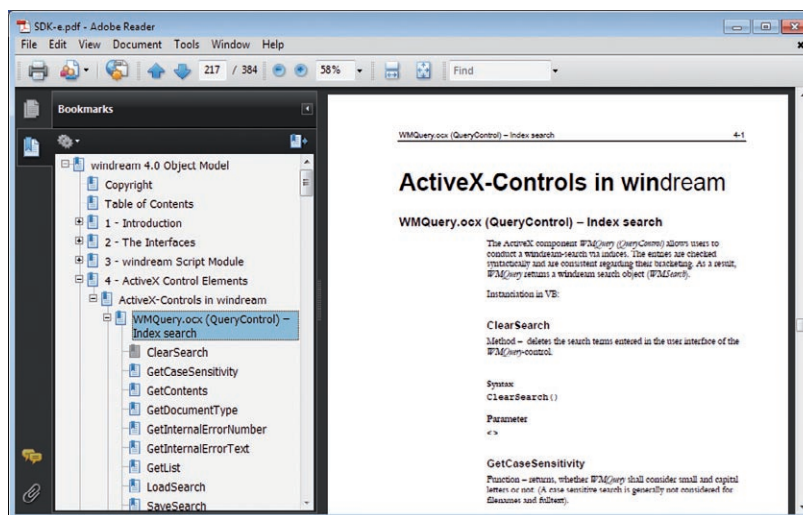 SDK-e.pdf - Adobe Reader
File Edit View Document Tools Window Help
217 / 384 58% Find
Bookmarks
windream 4.0 Object Model
Copyright
Table of Contents
1 - Introduction
2 - The Interfaces
3 - windream Script Module
4 - ActiveX Control Elements
ActiveX-Controls in windream
WMQuery.ocx (QueryControl) –
Index search
ClearSearch
GetCaseSensitivity
GetContents
GetDocumentType
GetInternalErrorNumber
GetInternalErrorText
GetList
LoadSearch
SaveSearch
WMQuery.ocx (QueryControl) – Index search 4-1
ActiveX-Controls in windream
WMQuery.ocx (QueryControl) – Index search
The ActiveX component WMQuery (QueryControl) allows users to
conduct a windream-search via indices. The entries are checked
syntactically and are consistent regarding their bracketing. As a result,
WMQuery returns a windream search object (WMSearch).
Instanciation in VB:
ClearSearch
Method – deletes the search terms entered in the user interface of the
WMQuery-control.
Syntax
ClearSearch()
Parameter
<>
GetCaseSensitivity
Function – returns, whether WMQuery shall consider small and capital
letters or not. (A case sensitive search is generally not considered for
filenames and fulltext).